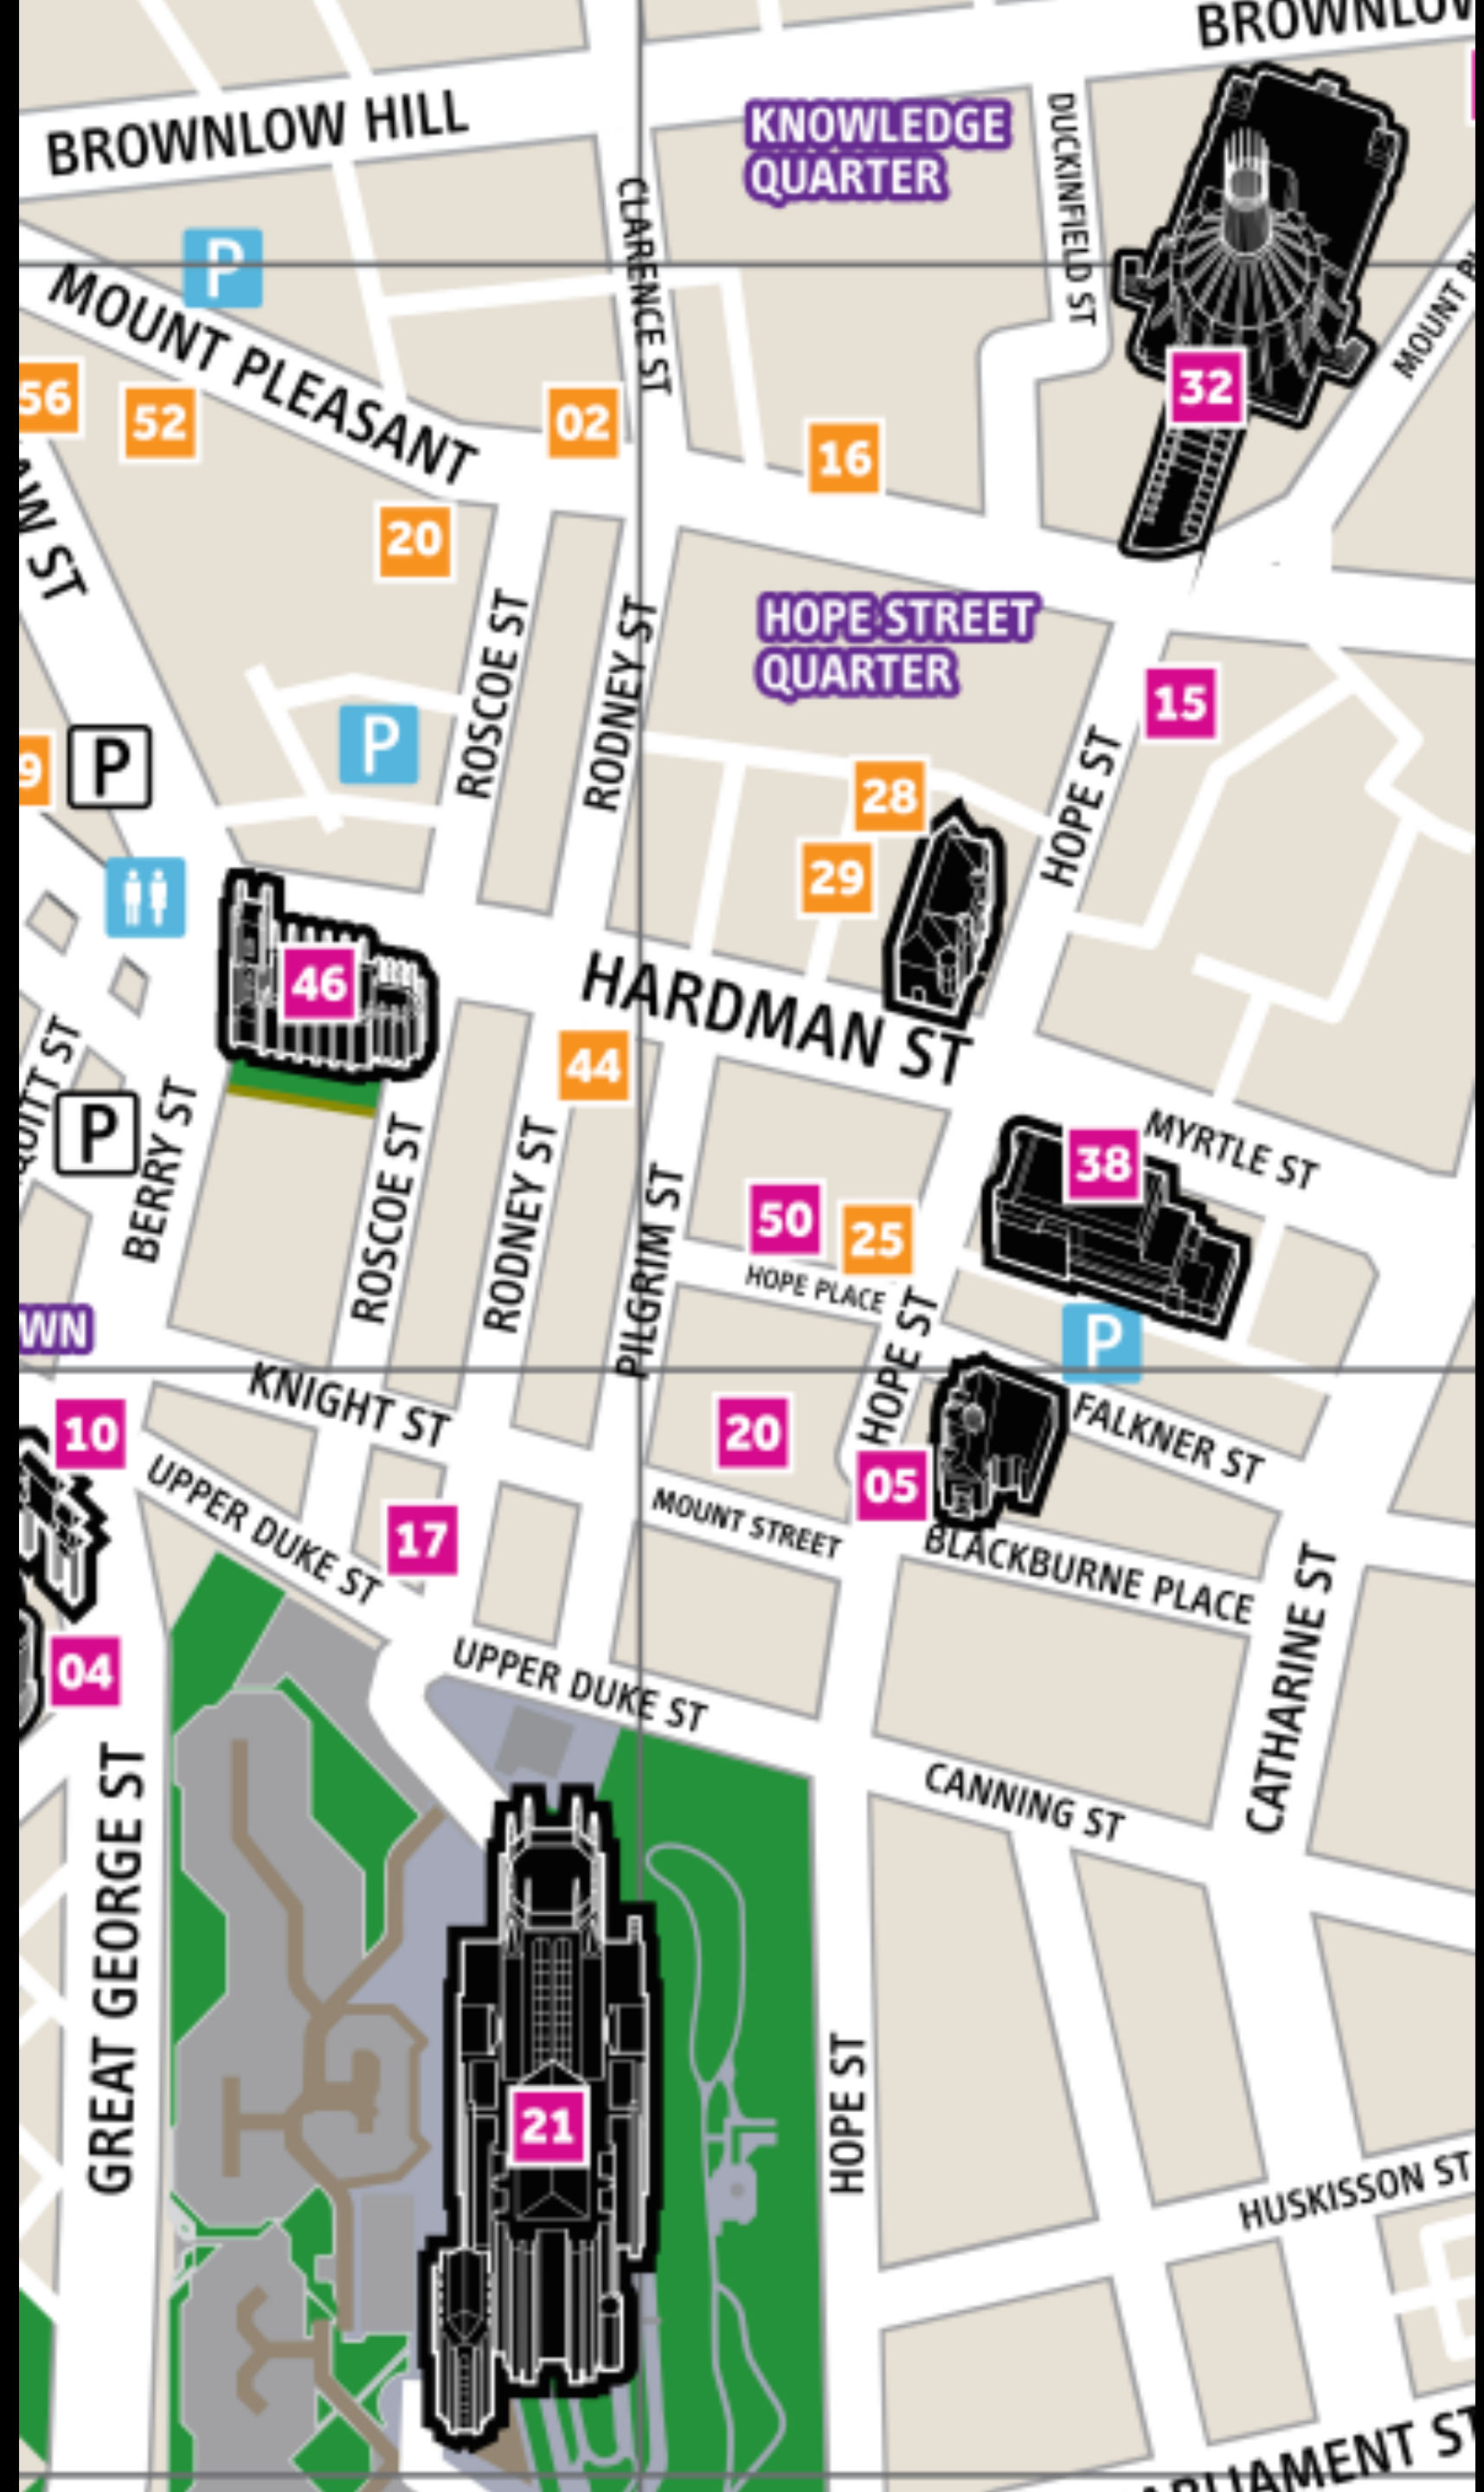 BROWNLOW
BROWNLOW HILL
KNOWLEDGE
QUARTER
DUCKINFIELD ST
CLARENCE ST
P
MOUNT PLEASANT
MOUNT
32
56
52
02
16
20
ST
HOPE STREET
QUARTER
ROSCOE ST
RODNEY ST
15
P
P
HOPE ST
9
28
29
46
HARDMAN ST
44
P
BERRY ST
ROSCOE ST
RODNEY ST
PILGRIM ST
MYRTLE ST
38
50
25
HOPE PLACE
HOPE ST
P
WN
KNIGHT ST
10
20
FALKNER ST
05
UPPER DUKE ST
17
MOUNT STREET
BLACKBURNE PLACE
CATHARINE ST
04
UPPER DUKE ST
CANNING ST
GREAT GEORGE ST
21
HOPE ST
HUSKISSON ST